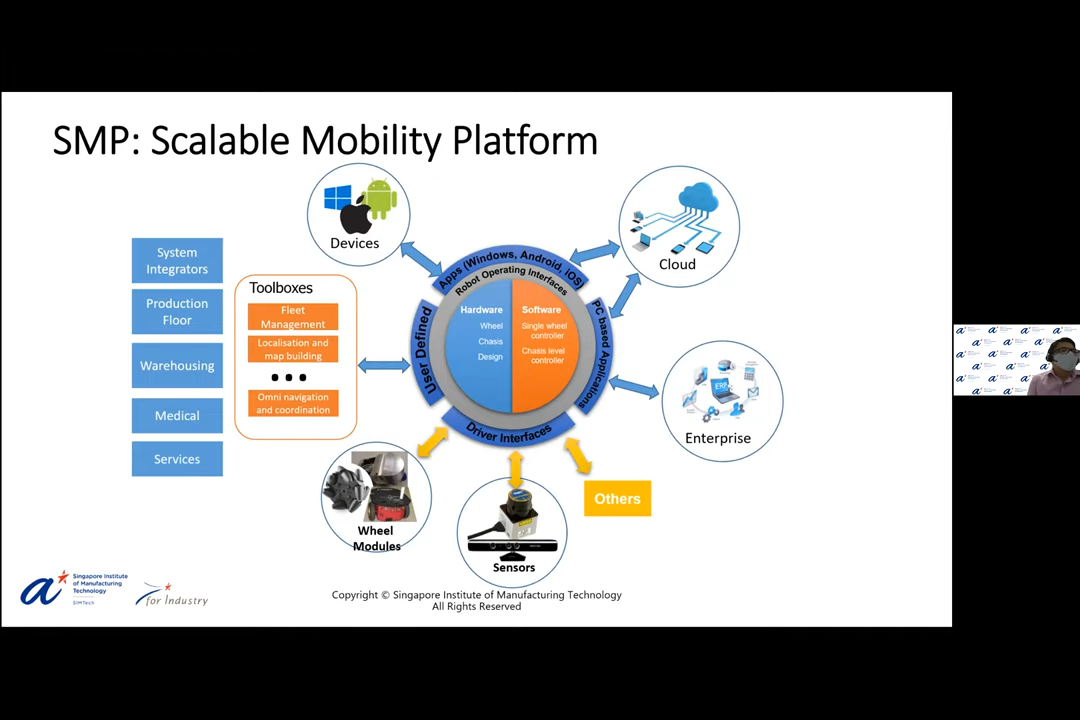 SMP: Scalable Mobility Platform
Devices
Cloud
System
Integrators
Production
Floor
Warehousing
Medical
Services
Toolboxes
Fleet
Management
Localisation and
map building
Omni navigation
and coordination
Apps (Windows, Android, iOS)
Robot Operating Interfaces
User Defined
PC based Applications
Driver Interfaces
Hardware
Wheel
Chasis
Design
Software
Single wheel
controller
Chasis level
controller
ERP
Enterprise
Wheel
Modules
Sensors
Others
Singapore Institute
of Manufacturing
Technology
SIMTech
for Industry
Copyright © Singapore Institute of Manufacturing Technology
All Rights Reserved